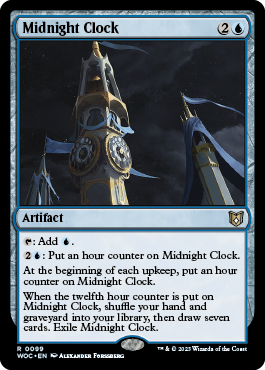 Midnight Clock 2
Artifact
: Add .
2 : Put an hour counter on Midnight Clock.
At the beginning of each upkeep, put an
hour counter on Midnight Clock.
When the twelfth hour counter is put on
Midnight Clock, shuffle your hand and
graveyard into your library, then draw
seven cards. Exile Midnight Clock.
R 0099
WOC • EN ALEXANDER FORSSBERG
™ & © 2023 Wizards of the Coast